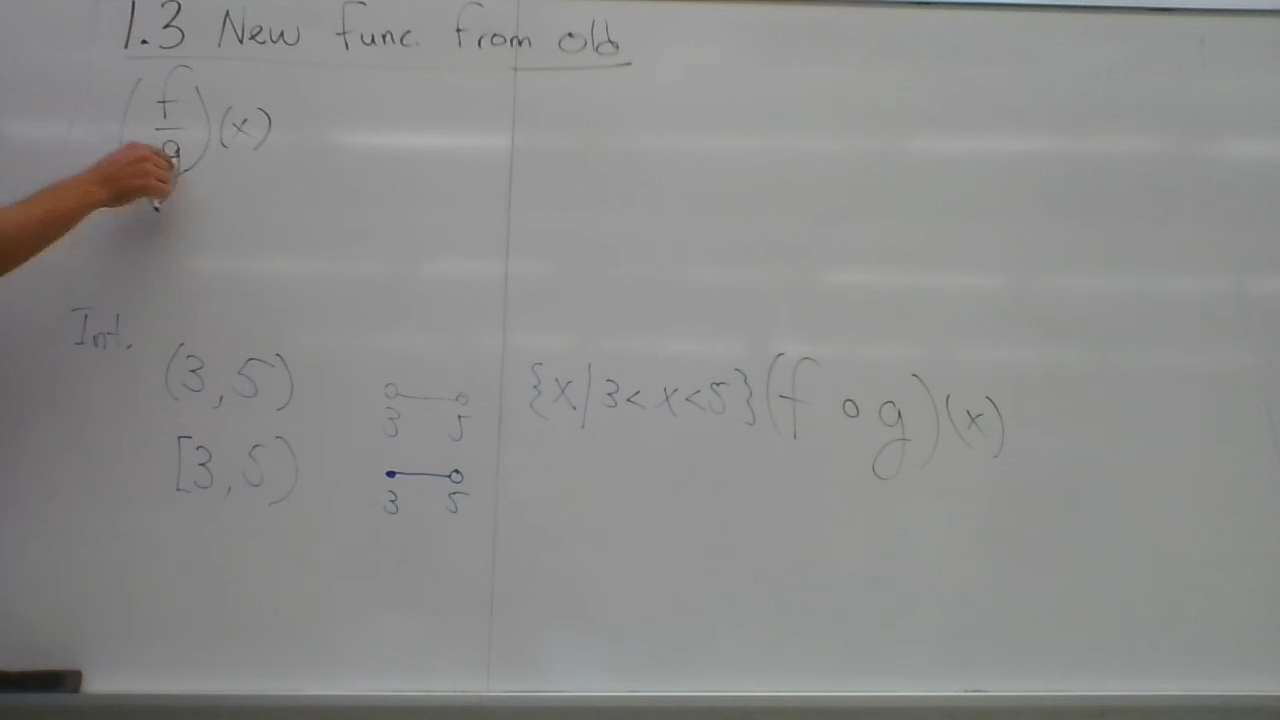 1.3 New func. from old
(f/g)(x)
Int.
(3,5)
3 5
{x|3<x<5}
(f ∘ g)(x)
[3,5)
3 5